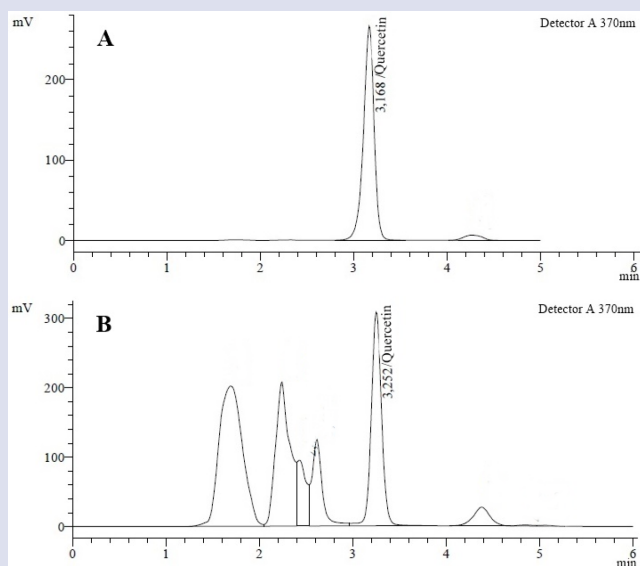 mV
A
Detector A 370nm
3,168 /Quercetin
200
100
0
0 1 2 3 4 5 6
min
mV
B
Detector A 370nm
3,252/Quercetin
300
200
100
0
0 1 2 3 4 5 6
min